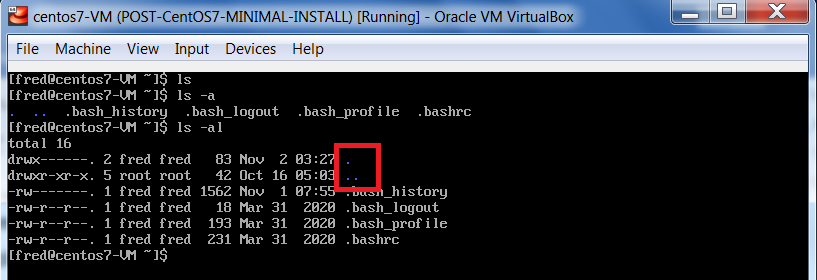 centos7-VM (POST-CentOS7-MINIMAL-INSTALL) [Running] - Oracle VM VirtualBox
File Machine View Input Devices Help
[fred@centos7-VM ~]$ ls
[fred@centos7-VM ~]$ ls -a
. .. .bash_history .bash_logout .bash_profile .bashrc
[fred@centos7-VM ~]$ ls -al
total 16
drwx------. 2 fred fred 83 Nov 2 03:27 .
drwxr-xr-x. 5 root root 42 Oct 16 05:03 ..
-rw-------. 1 fred fred 1562 Nov 1 07:55 .bash_history
-rw-r--r--. 1 fred fred 18 Mar 31 2020 .bash_logout
-rw-r--r--. 1 fred fred 193 Mar 31 2020 .bash_profile
-rw-r--r--. 1 fred fred 231 Mar 31 2020 .bashrc
[fred@centos7-VM ~]$